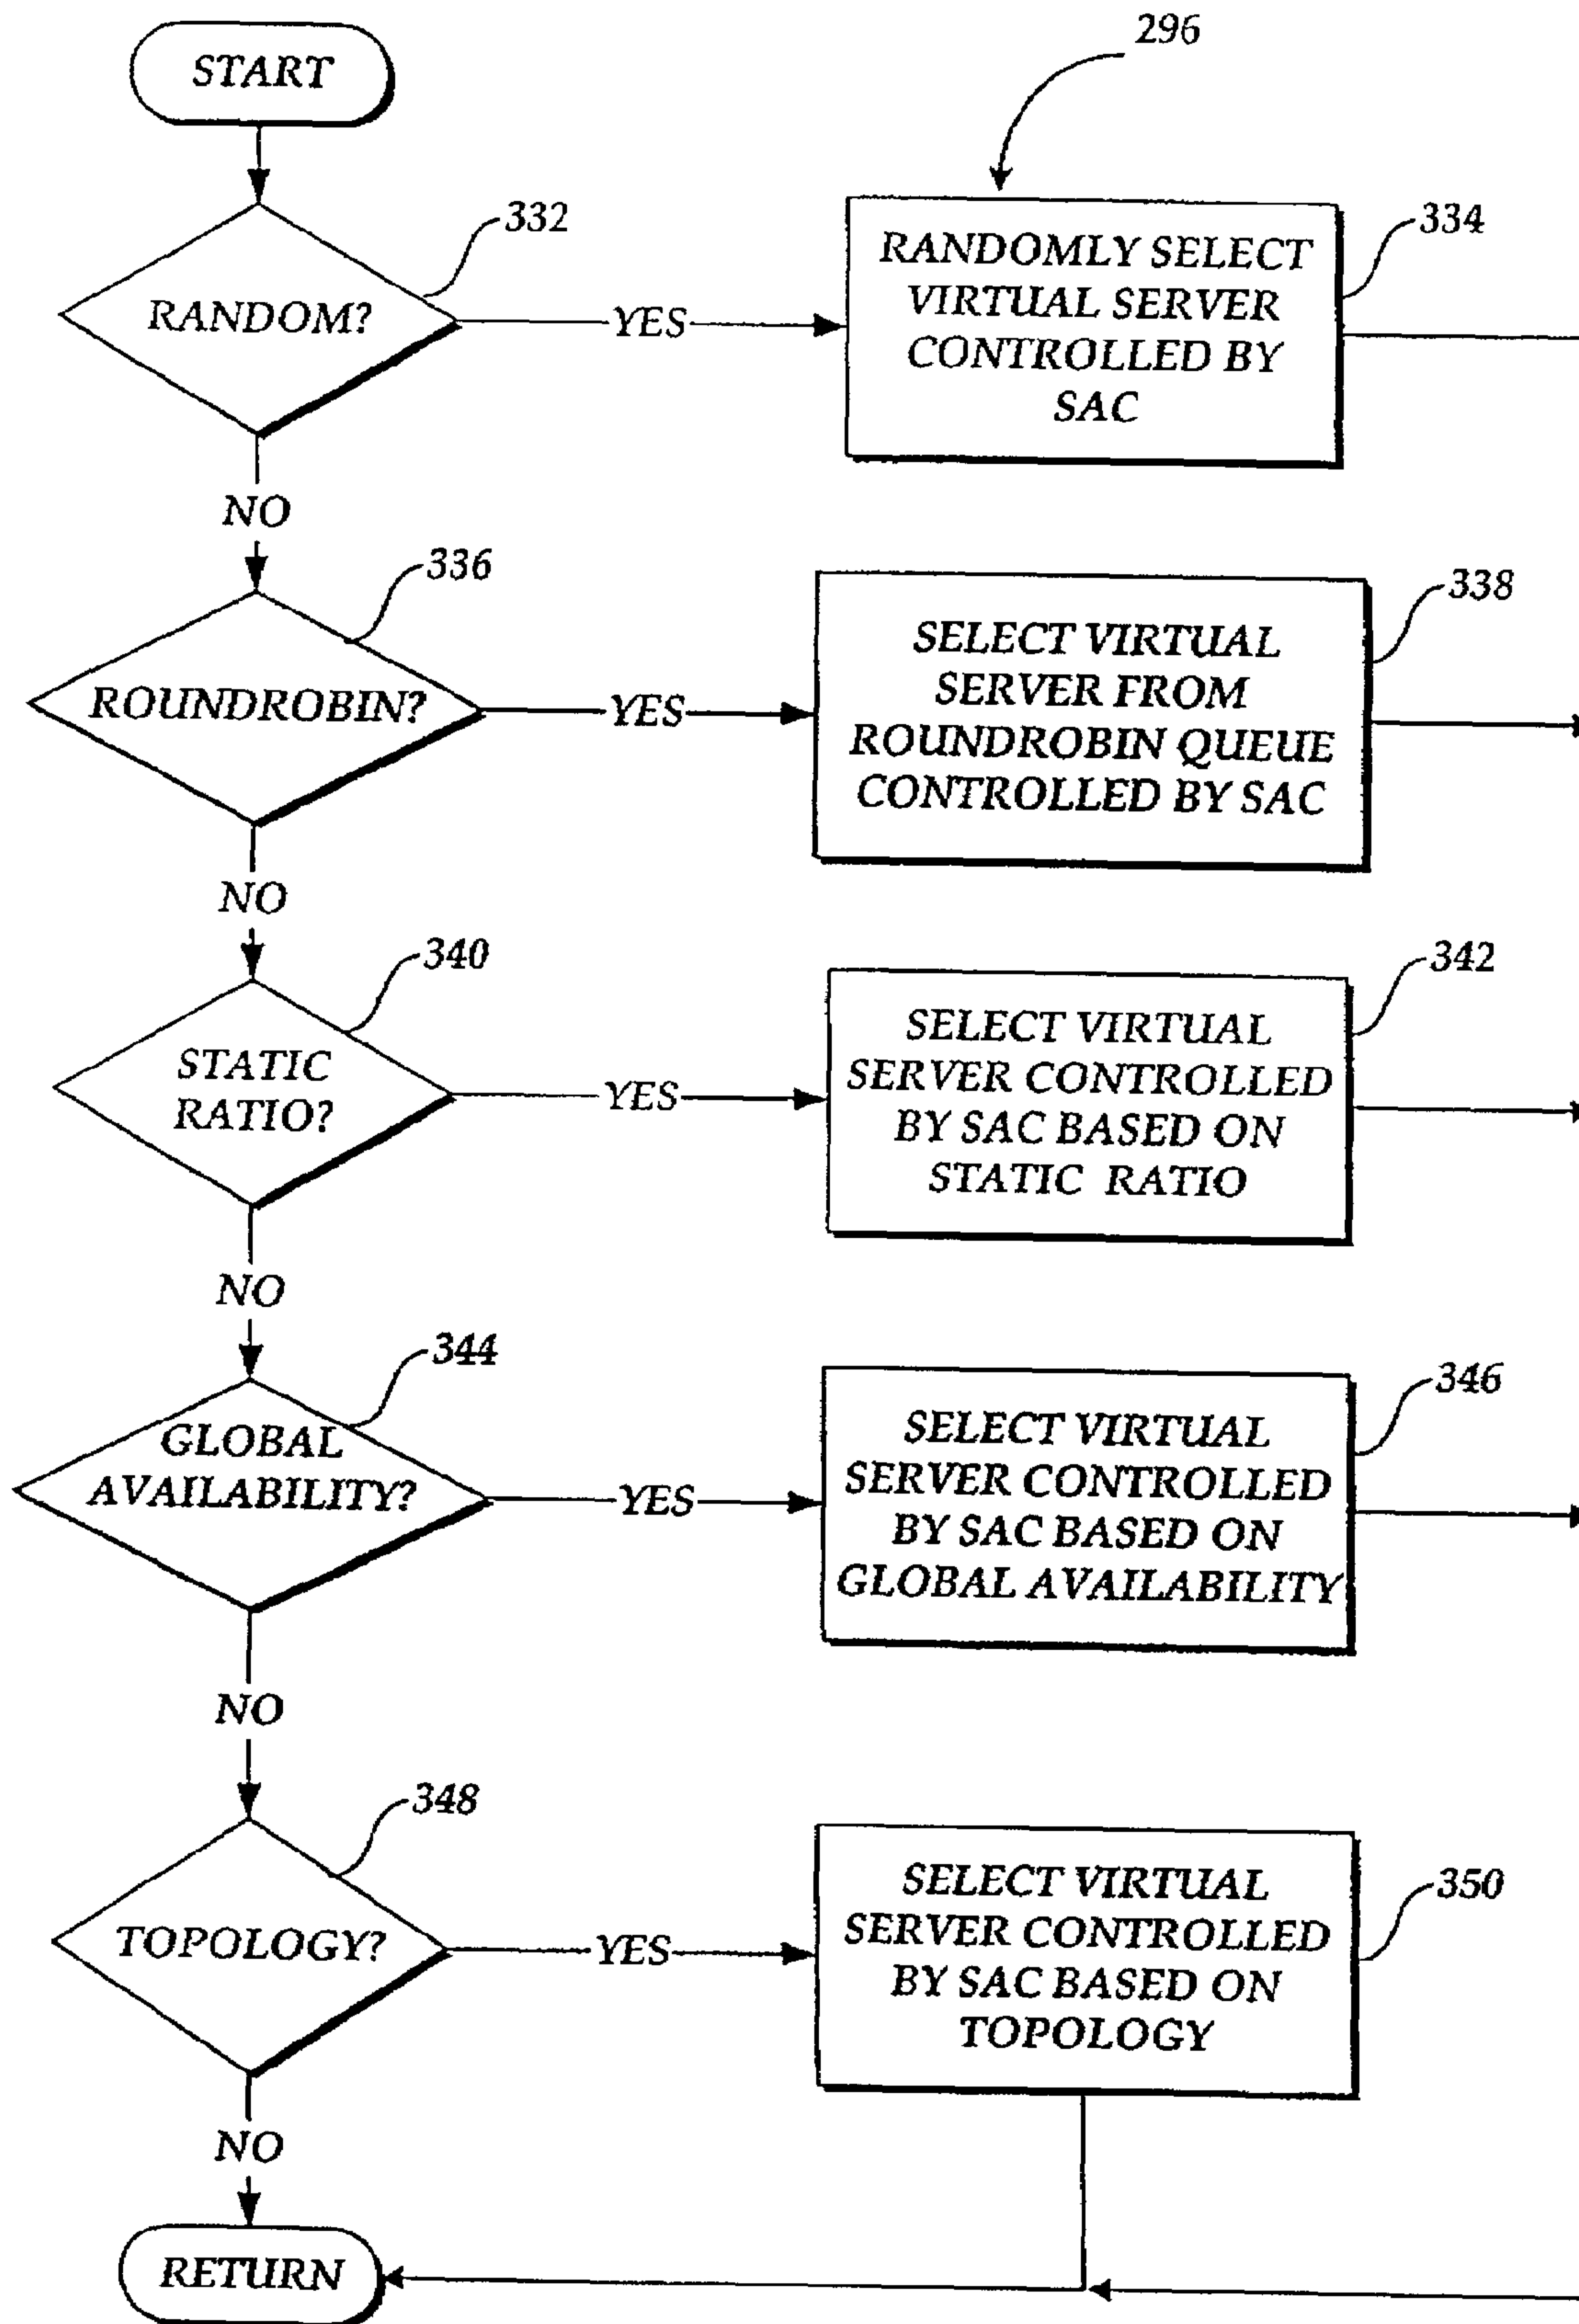 START
296
332
RANDOM?
YES
RANDOMLY SELECT
VIRTUAL SERVER
CONTROLLED BY
SAC
334
NO
336
ROUNDROBIN?
YES
SELECT VIRTUAL
SERVER FROM
ROUNDROBIN QUEUE
CONTROLLED BY SAC
338
NO
340
STATIC
RATIO?
YES
SELECT VIRTUAL
SERVER CONTROLLED
BY SAC BASED ON
STATIC RATIO
342
NO
344
GLOBAL
AVAILABILITY?
YES
SELECT VIRTUAL
SERVER CONTROLLED
BY SAC BASED ON
GLOBAL AVAILABILITY
346
NO
348
TOPOLOGY?
YES
SELECT VIRTUAL
SERVER CONTROLLED
BY SAC BASED ON
TOPOLOGY
350
NO
RETURN